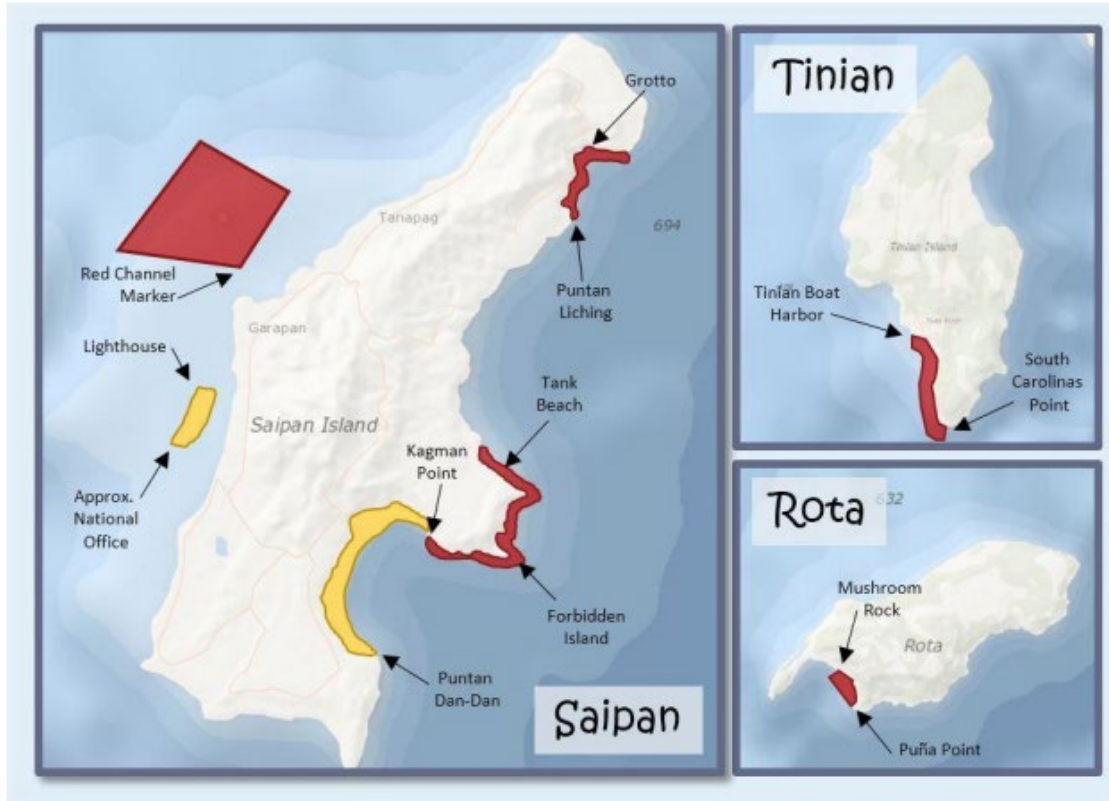 Grotto
694
Tanapag
Red Channel
Marker
Puntan
Liching
Garapan
Lighthouse
Tank
Beach
Saipan Island
Kagman
Point
Approx.
National
Office
Forbidden
Island
Puntan
Dan-Dan
Saipan
Tinian
Tinian Island
Tinian Boat
Harbor
South
Carolinas
Point
Rota
632
Mushroom
Rock
Rota
Puña Point